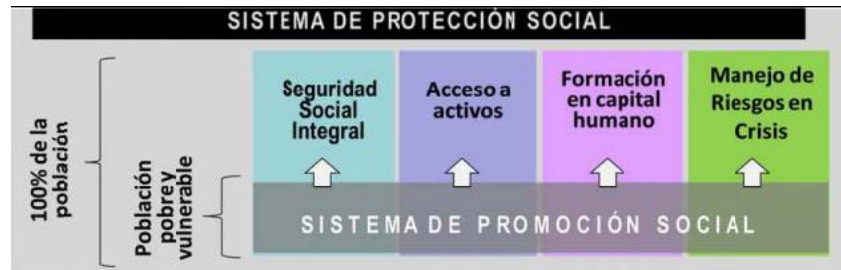 SISTEMA DE PROTECCIÓN SOCIAL
100% de la
población
Población
pobre y
vulnerable
Seguridad
Social
Integral
Acceso a
activos
Formación
en capital
humano
Manejo de
Riesgos en
Crisis
SISTEMA DE PROMOCIÓN SOCIAL